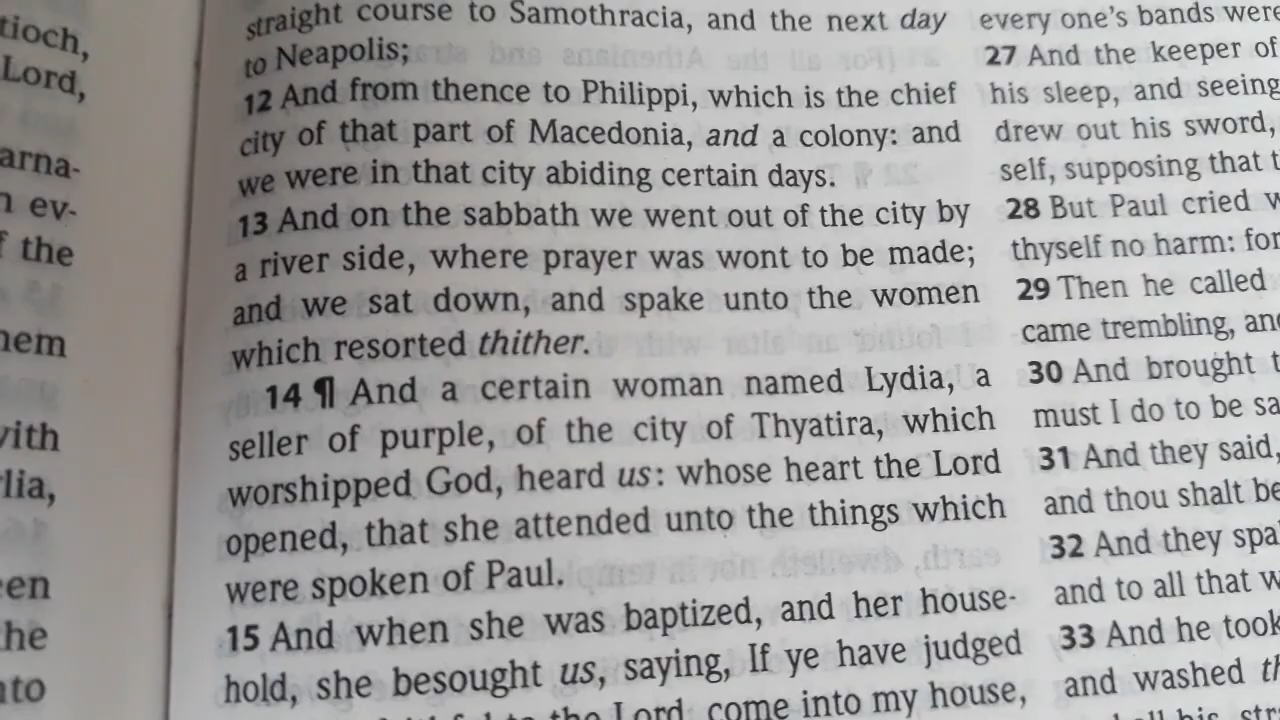 tioch,
Lord,
arna-
ev-
the
with
straight course to Samothracia, and the next day
to Neapolis;
12 And from thence to Philippi, which is the chief
city of that part of Macedonia, and a colony: and
we were in that city abiding certain days.
13 And on the sabbath we went out of the city by
a river side, where prayer was wont to be made;
and we sat down, and spake unto the women
which resorted thither.
14 ¶ And a certain woman named Lydia, a
seller of purple, of the city of Thyatira, which
worshipped God, heard us: whose heart the Lord
opened, that she attended unto the things which
were spoken of Paul.
15 And when she was baptized, and her house-
hold, she besought us, saying, If ye have judged
the Lord, come into my house,
every one's bands were
27 And the keeper of
his sleep, and seeing
drew out his sword,
self, supposing that
28 But Paul cried
thyself no harm: for
29 Then he called
came trembling, and
30 And brought
must I do to be sa
31 And they said,
and thou shalt be
32 And they spa
and to all that
33 And he took
and washed
his